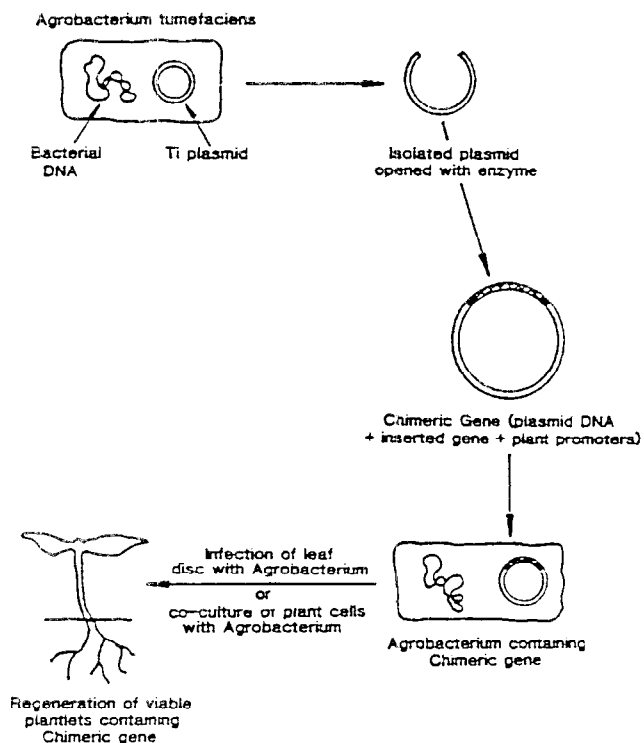 Agrobacterium tumefaciens
Bacterial
DNA
Ti plasmid
Isolated plasmid
opened with enzyme
Chimeric Gene (plasmid DNA
+ inserted gene + plant promoters)
Infection of leaf
disc with Agrobacterium
or
co-culture of plant cells
with Agrobacterium
Agrobacterium containing
Chimeric gene
Regeneration of viable
plantlets containing
Chimeric gene